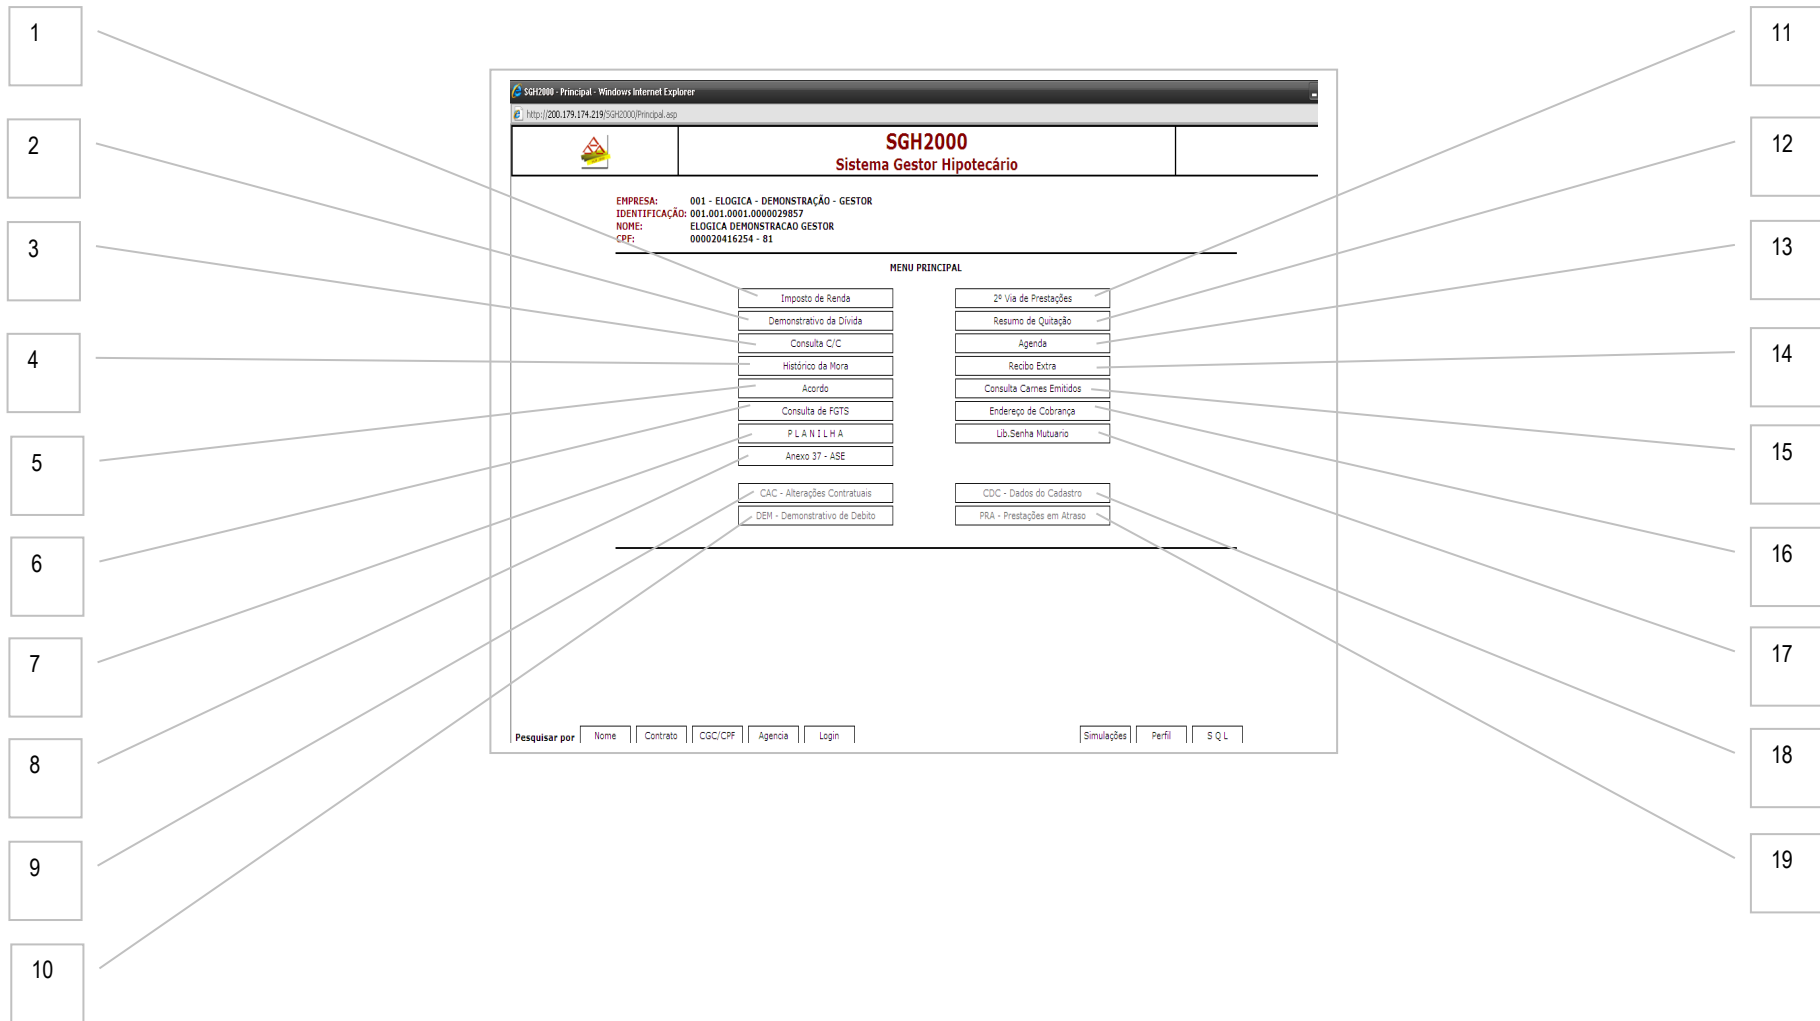 1
2
3
4
5
6
7
8
9
10
SGH2000 - Principal - Windows Internet Explorer
http://200.179.174.219/SGH2000/Principal.asp
SGH2000
Sistema Gestor Hipotecário
EMPRESA: 001 - ELOGICA - DEMONSTRAÇÃO - GESTOR
IDENTIFICAÇÃO: 001.001.0001.0000029857
NOME: ELOGICA DEMONSTRACAO GESTOR
CPF: 000020416254 - 81
MENU PRINCIPAL
Imposto de Renda
Demonstrativo da Dívida
Consulta C/C
Histórico da Mora
Acordo
Consulta de FGTS
P L A N I L H A
Anexo 37 - ASE
CAC - Alterações Contratuais
DEM - Demonstrativo de Debito
2º Via de Prestações
Resumo de Quitação
Agenda
Recibo Extra
Consulta Carnes Emitidos
Endereço de Cobrança
Lib.Senha Mutuario
CDC - Dados do Cadastro
PRA - Prestações em Atraso
Pesquisar por Nome Contrato CGC/CPF Agencia Login Simulações Perfil S Q L
11
12
13
14
15
16
17
18
19